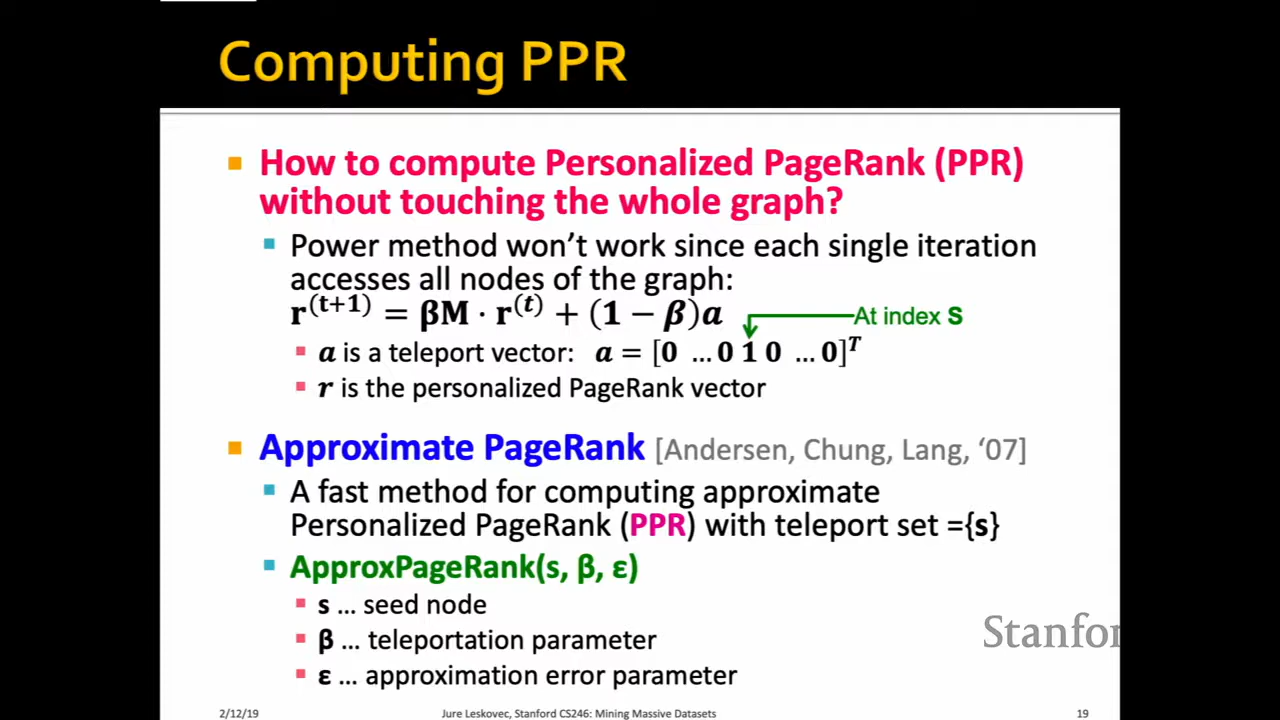 Computing PPR
How to compute Personalized PageRank (PPR)
without touching the whole graph?
Power method won't work since each single iteration
accesses all nodes of the graph:
r^(t+1) = βM · r^(t) + (1 − β)a
At index S
a is a teleport vector: a = [0 …0 1 0 …0]^T
r is the personalized PageRank vector
Approximate PageRank [Andersen, Chung, Lang, '07]
A fast method for computing approximate
Personalized PageRank (PPR) with teleport set ={s}
ApproxPageRank(s, β, ε)
s … seed node
β … teleportation parameter
ε … approximation error parameter
Stanfor
2/12/19 Jure Leskovec, Stanford CS246: Mining Massive Datasets 19